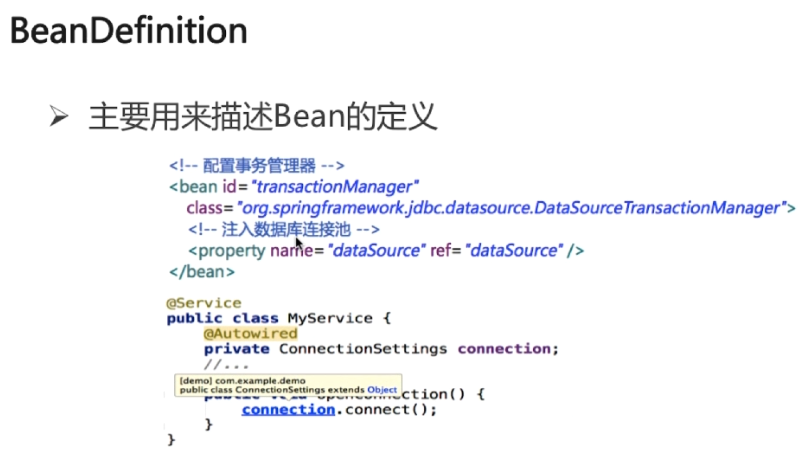 BeanDefinition
➢ 主要用来描述Bean的定义
<!-- 配置事务管理器 -->
<bean id="transactionManager"
class="org.springframework.jdbc.datasource.DataSourceTransactionManager">
<!-- 注入数据库连接池 -->
<property name="dataSource" ref="dataSource" />
</bean>
@Service
public class MyService {
@Autowired
private ConnectionSettings connection;
//...
[demo] com.example.demo
public class ConnectionSettings extends Object
public void openConnection() {
connection.connect();
}
}